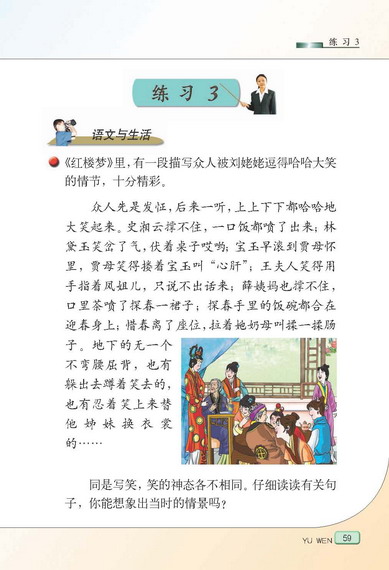 练习3
练习3
语文与生活
《红楼梦》里,有一段描写众人被刘姥姥逗得哈哈大笑
的情节,十分精彩。
众人先是发怔,后来一听,上上下下都哈哈地
大笑起来。史湘云撑不住,一口饭都喷了出来;林
黛玉笑岔了气,伏着桌子哎哟;宝玉早滚到贾母怀
里,贾母笑得搂着宝玉叫“心肝”;王夫人笑得用
手指着凤姐儿,只说不出话来;薛姨妈也撑不住,
口里茶喷了探春一裙子;探春手里的饭碗都合在
迎春身上;惜春离了座位,拉着她奶母叫揉一揉肠
子。地下的无一个
不弯腰屈背,也有
躲出去蹲着笑去的,
也有忍着笑上来替
他姊妹换衣裳
的……
同是写笑,笑的神态各不相同。仔细读读有关句
子,你能想象出当时的情景吗?
YU WEN 59